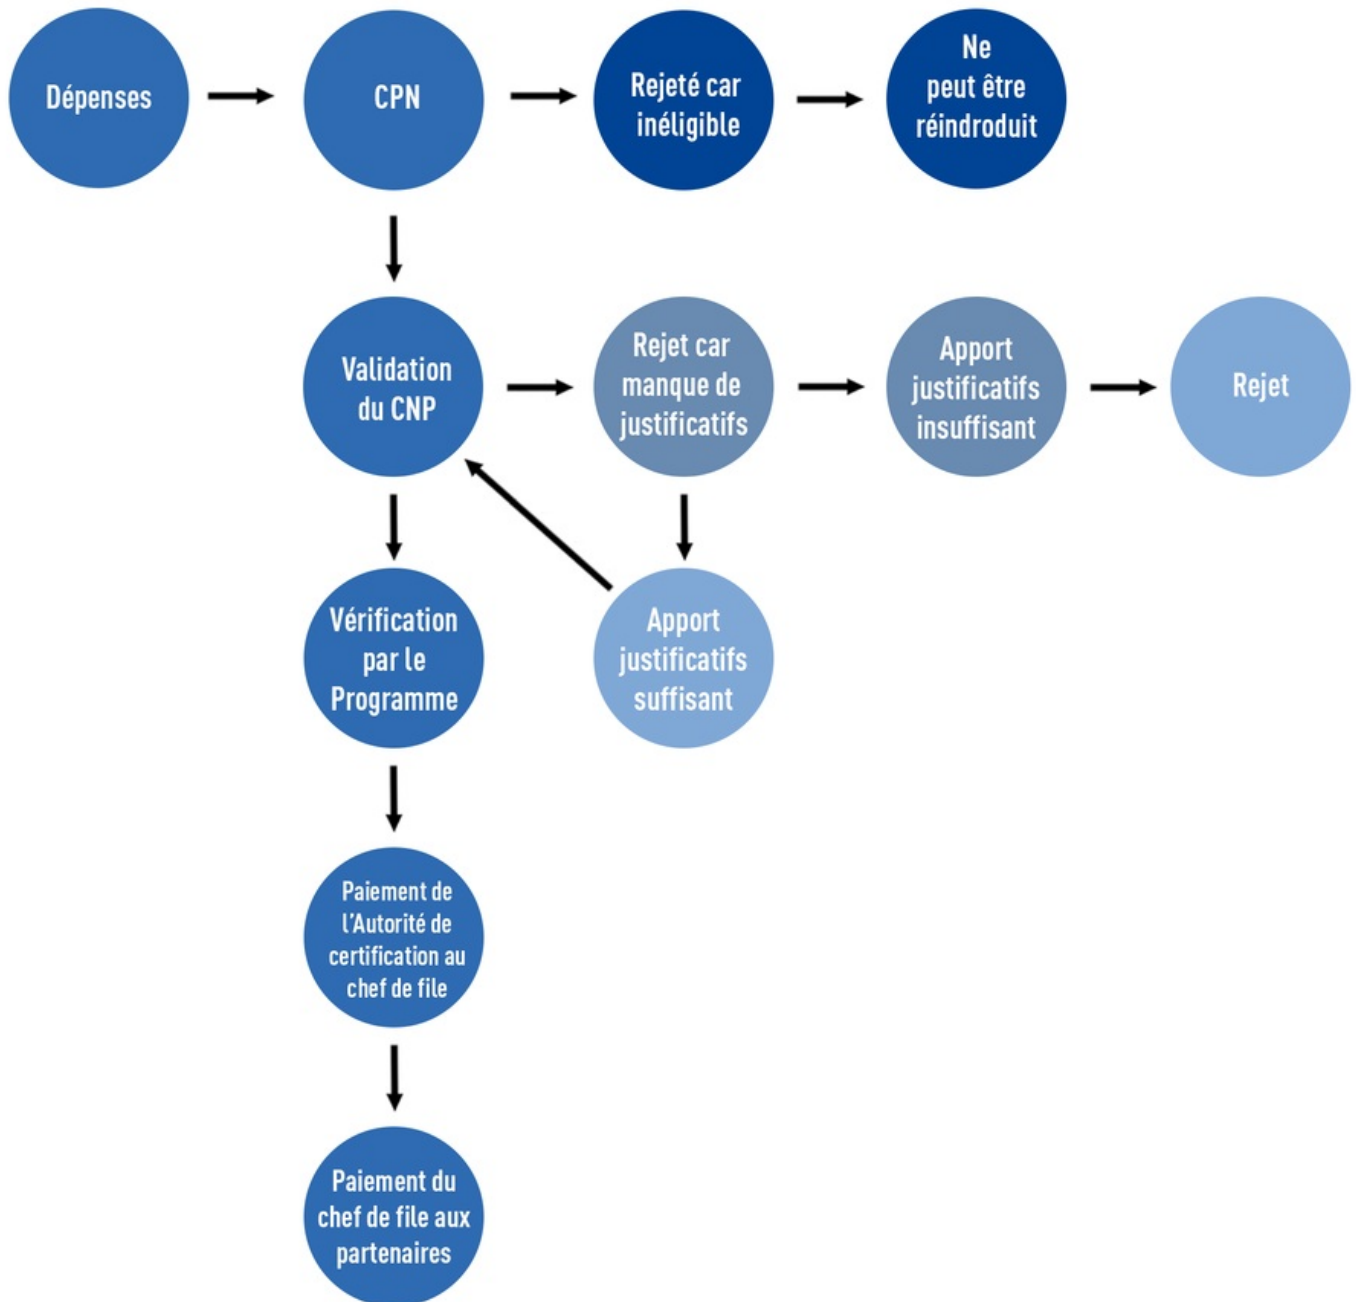 Dépenses
CPN
Rejeté car
inéligible
Ne
peut être
réindroduit
Validation
du CNP
Rejet car
manque de
justificatifs
Apport
justificatifs
insuffisant
Rejet
Vérification
par le
Programme
Apport
justificatifs
suffisant
Paiement de
l'Autorité de
certification au
chef de file
Paiement du
chef de file aux
partenaires